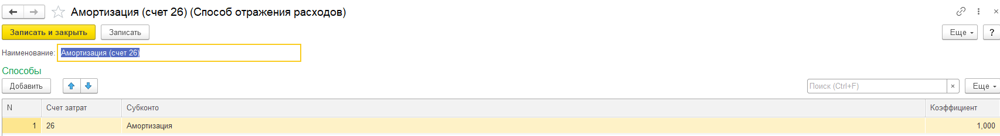 Амортизация (счет 26) (Способ отражения расходов)
Записать и закрыть Записать Еще ?
Наименование: Амортизация (счет 26)
Способы
Добавить Поиск (Ctrl+F) × Еще
N Счет затрат Субконто Коэффициент
1 26 Амортизация 1,000